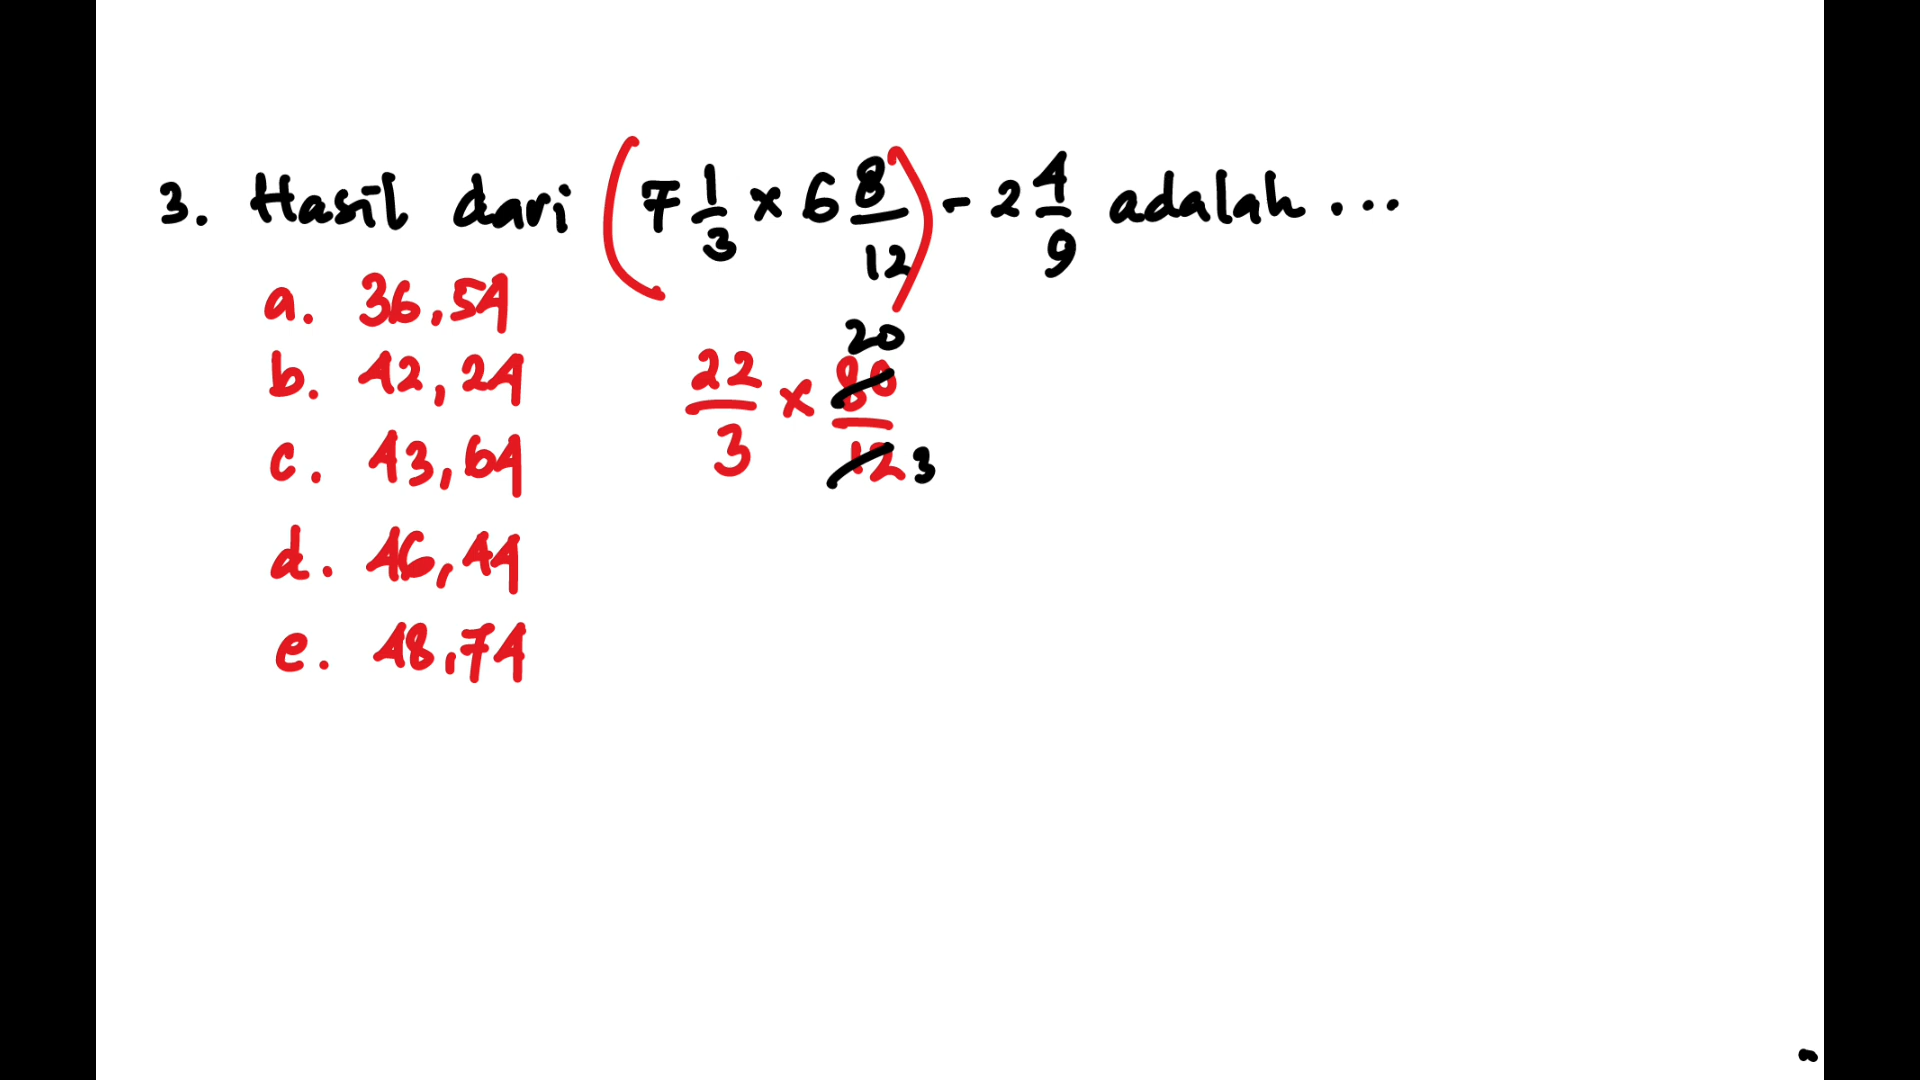 3. Hasil dari (7 1/3 × 6 8/12) - 2 4/9 adalah ...
a. 36,54
b. 42,24
c. 43,64
d. 46,44
e. 48,74
20
22/3 × 80/12 3